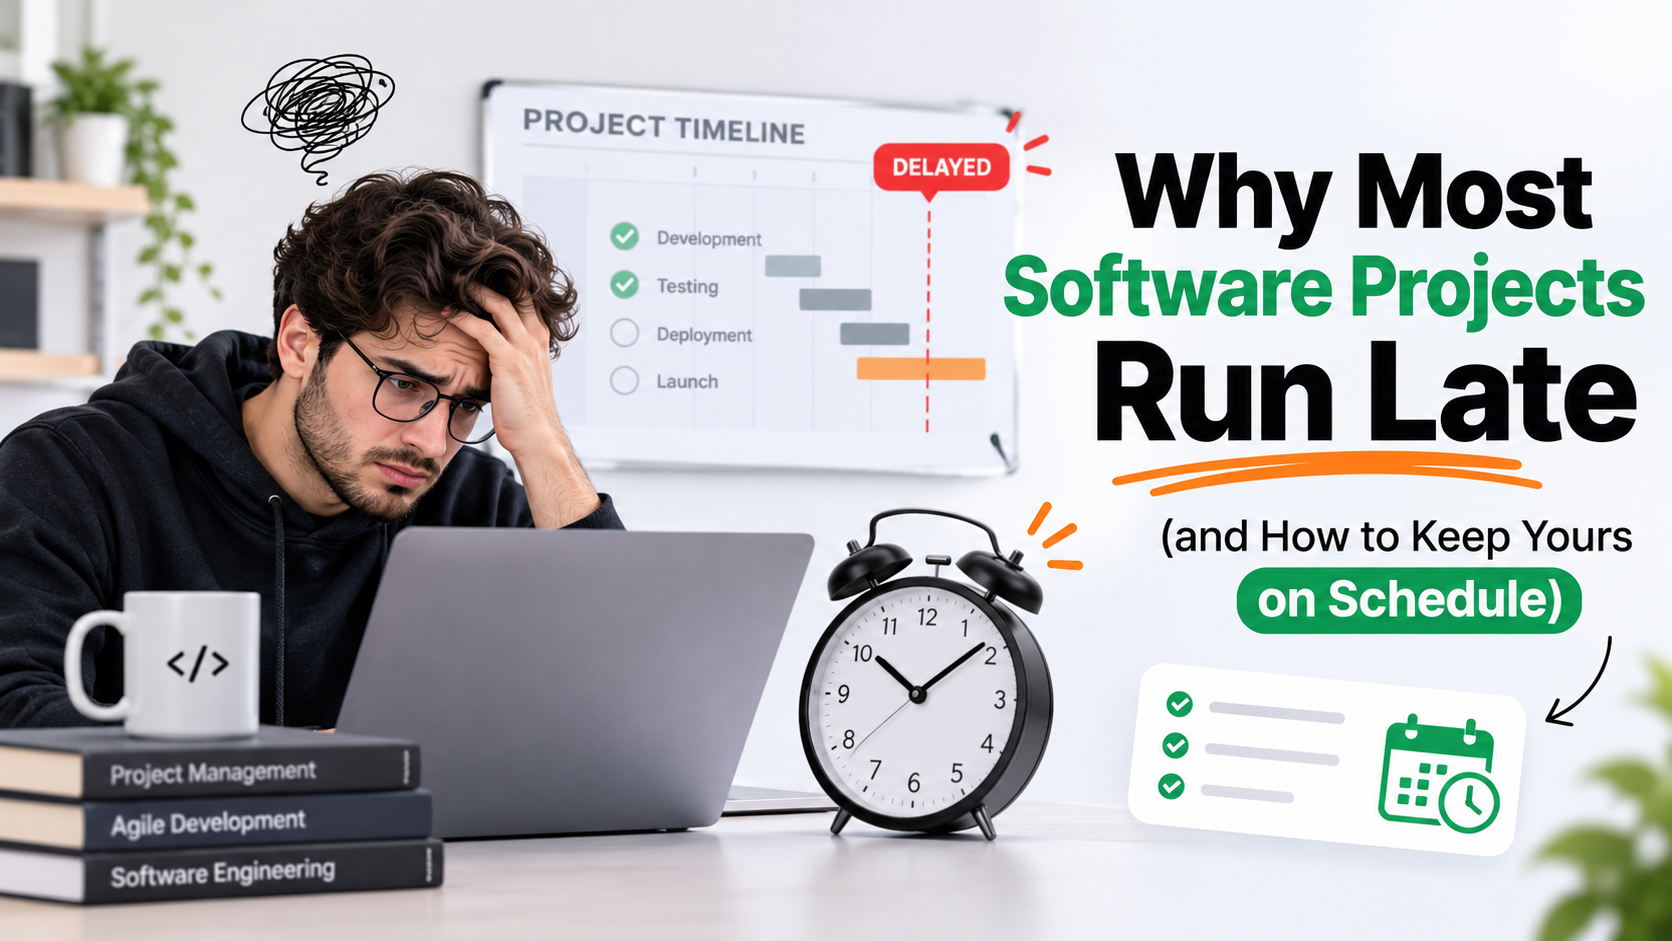 PROJECT TIMELINE
DELAYED
Development
Testing
Deployment
Launch
Why Most
Software Projects
Run Late
(and How to Keep Yours
on Schedule)
</>
Project Management
Agile Development
Software Engineering
12
1
2
3
4
5
6
7
8
9
10
11